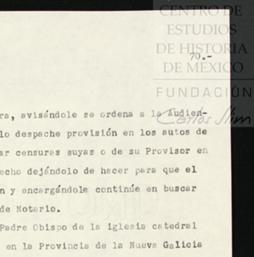 CENTRO DE
ESTUDIOS
DE HISTORIA
DE MÉXICO
70.-
FUNDACIÓN
Carlos Slim
ra, avisándole se ordena a la Audien-
lo despache provisión en los autos de
ar censuras suyas o de su Provisor en
echo dejándolo de hacer para que el
n y encargándole continúe en buscar
de Notario.
Padre Obispo de la iglesia catedral
en la Provincia de la Nueva Galicia